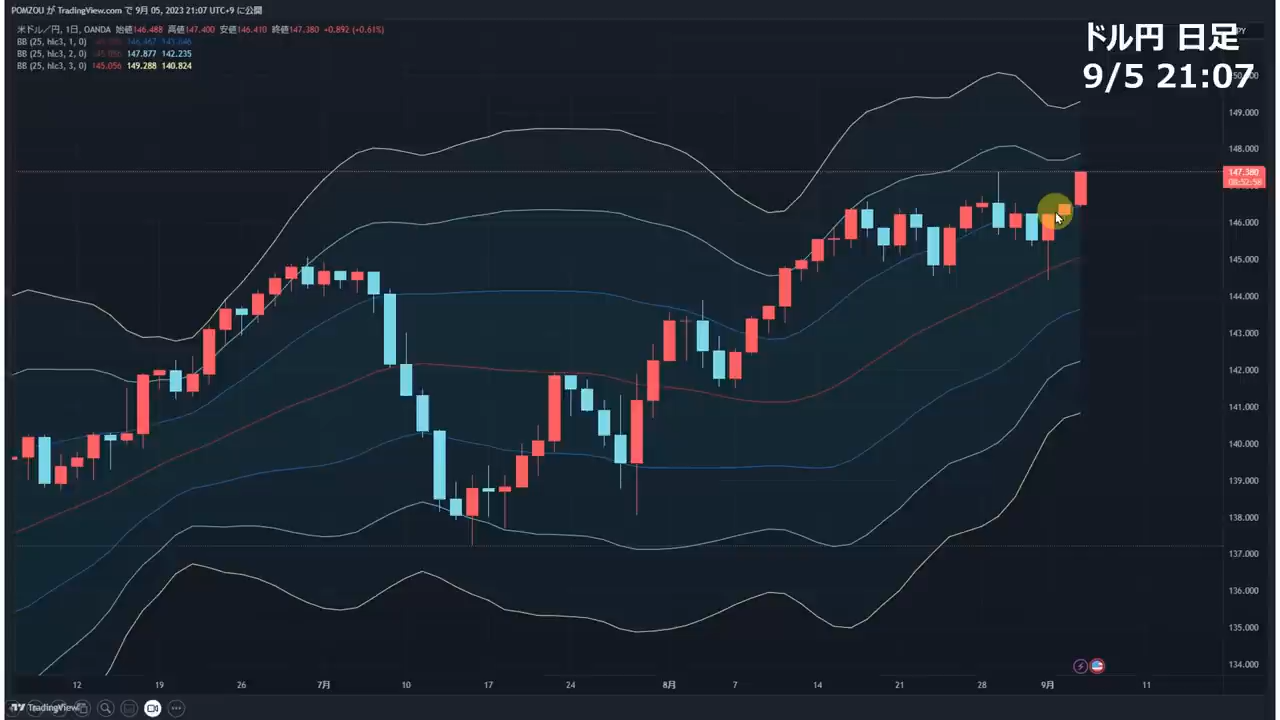 POMZOU が TradingView.com で 9月 05, 2023 21:07 UTC+9 に公開
米ドル／円, 1日, OANDA 始値146.488 高値147.400 安値146.410 終値147.380 +0.892 (+0.61%)
BB (25, hlc3, 1, 0)
BB (25, hlc3, 2, 0) 147.877 142.235
BB (25, hlc3, 3, 0) 145.056 149.288 140.824
ドル円 日足
9/5 21:07
149.000
148.000
147.380
08:52:58
146.000
145.000
144.000
143.000
142.000
141.000
140.000
139.000
138.000
137.000
136.000
135.000
134.000
12 19 26 7月 10 17 24 8月 7 14 21 28 9月 11
TradingView